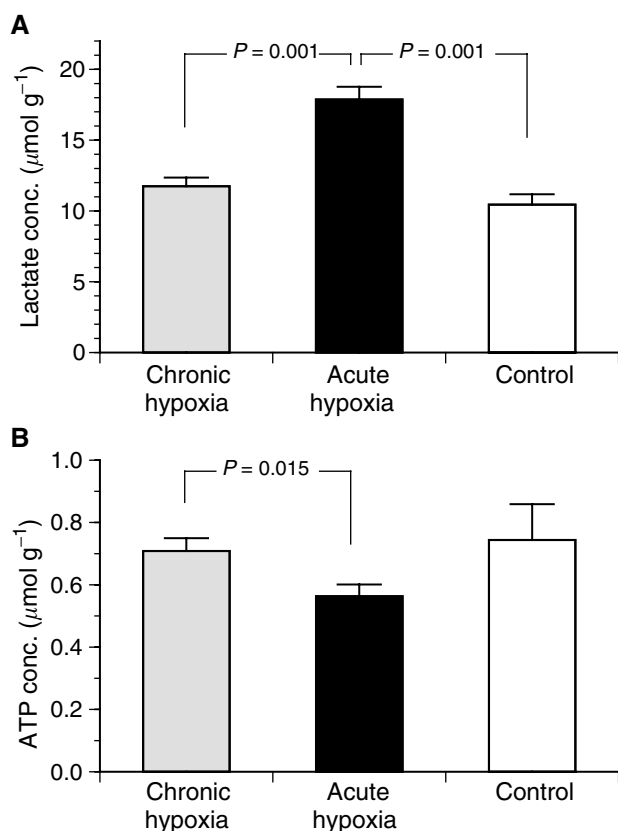 A
P = 0.001
P = 0.001
20
15
10
5
0
Lactate conc. (μmol g⁻¹)
Chronic
hypoxia
Acute
hypoxia
Control
B
1.0
P = 0.015
0.8
0.6
0.4
0.2
0.0
ATP conc. (μmol g⁻¹)
Chronic
hypoxia
Acute
hypoxia
Control